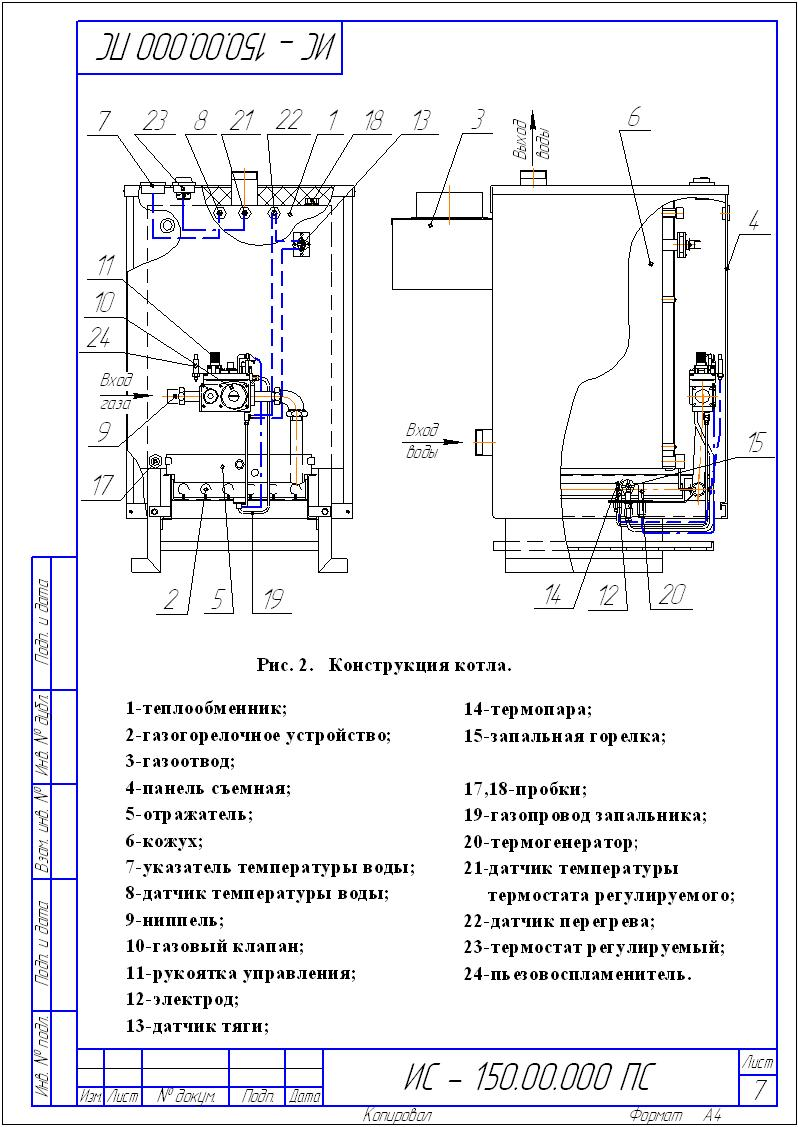 ИС - 150.00.000 ПС
7 23 8 21 22 1 18 13 3 6 4
Выход
воды
11
10
24
Вход
газа
9
17
Вход
воды
15
2 5 19 14 12 20
Рис. 2. Конструкция котла.
1-теплообменник;
2-газогорелочное устройство;
3-газоотвод;
4-панель съемная;
5-отражатель;
6-кожух;
7-указатель температуры воды;
8-датчик температуры воды;
9-ниппель;
10-газовый клапан;
11-рукоятка управления;
12-электрод;
13-датчик тяги;
14-термопара;
15-запальная горелка;
17,18-пробки;
19-газопровод запальника;
20-термогенератор;
21-датчик температуры
термостата регулируемого;
22-датчик перегрева;
23-термостат регулируемый;
24-пьезовоспламенитель.
Подп. и дата
Инв. № дубл.
Взам. инв. №
Подп. и дата
Инв. № подл.
Изм. Лист № докум. Подп. Дата
ИС - 150.00.000 ПС
Лист
7
Копировал Формат А4